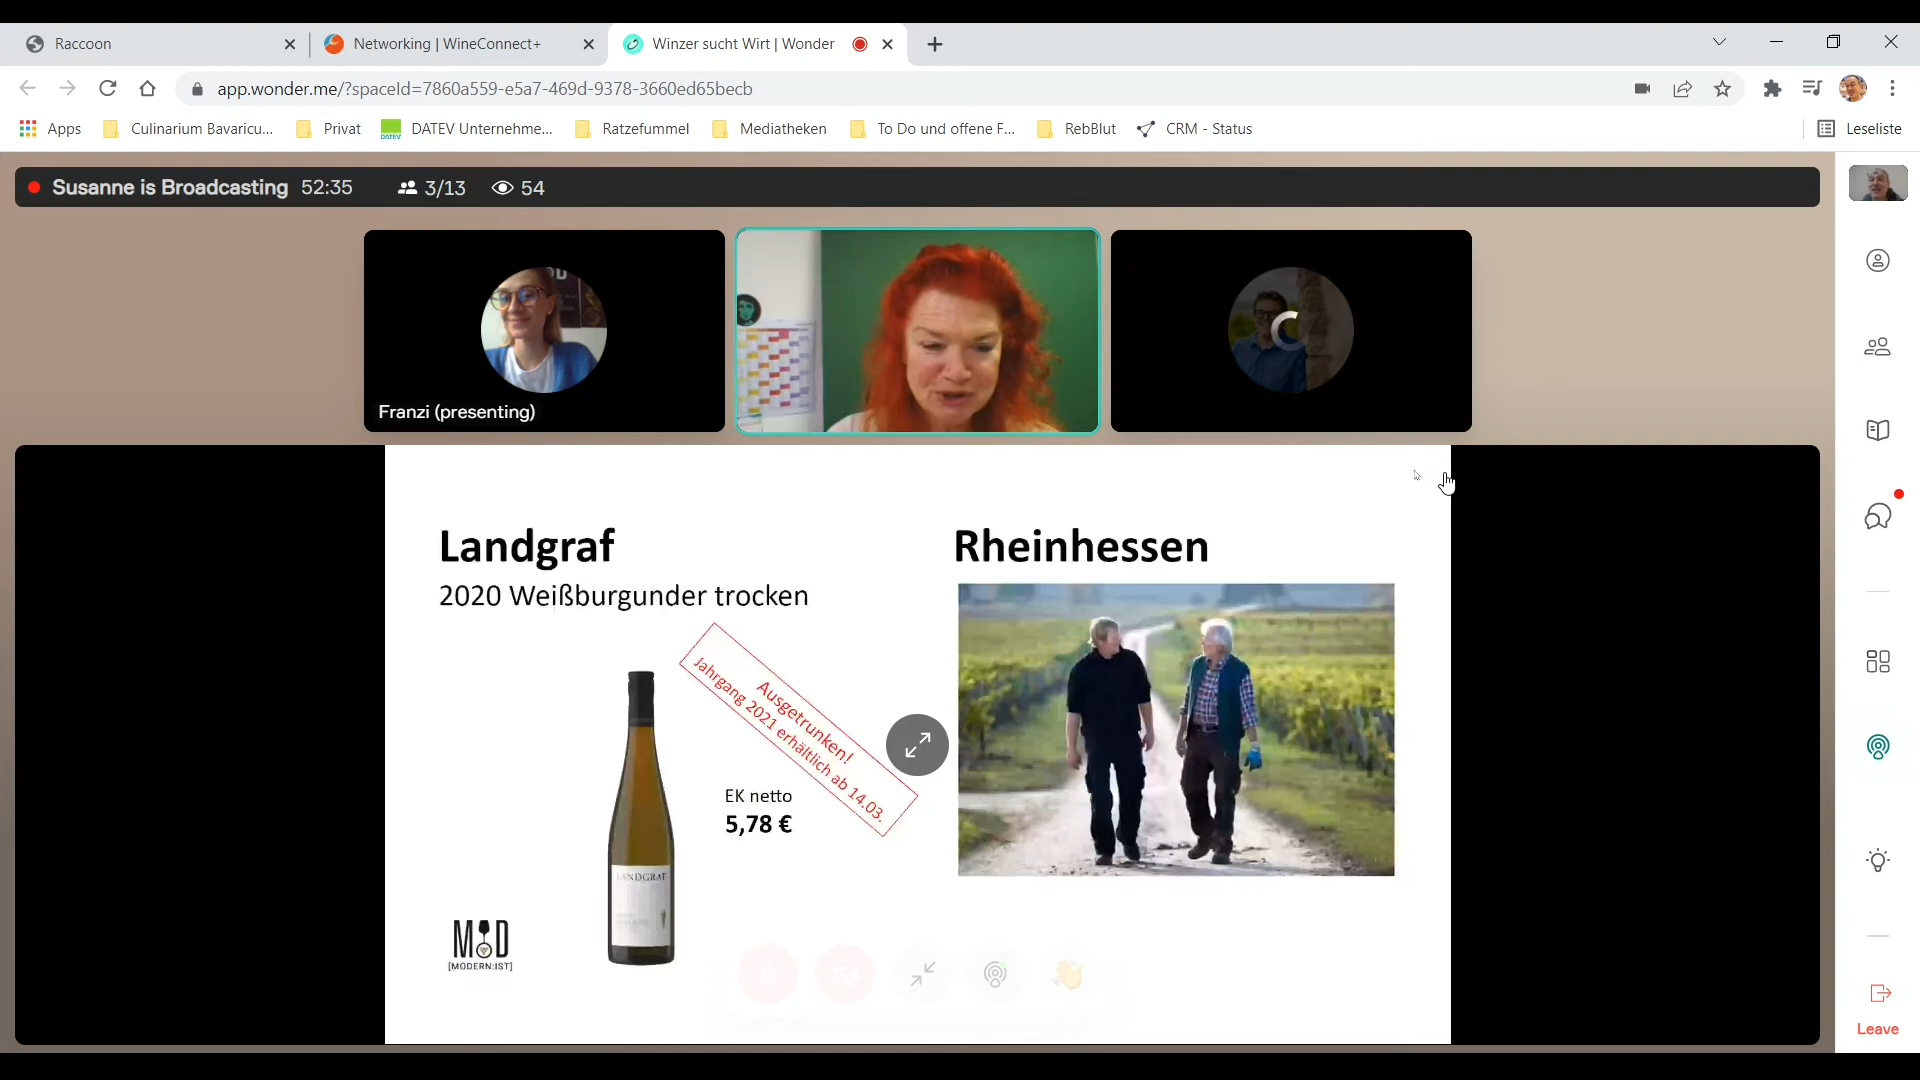 Raccoon
Networking | WineConnect+
Winzer sucht Wirt | Wonder
app.wonder.me/?spaceId=7860a559-e5a7-469d-9378-3660ed65becb
Apps
Culinarium Bavaricu...
Privat
DATEV Unternehme...
Ratzefummel
Mediatheken
To Do und offene F...
RebBlut
CRM - Status
Leseliste
Susanne is Broadcasting 52:35 3/13 54
Franzi (presenting)
Landgraf
2020 Weißburgunder trocken
Rheinhessen
Ausgetrunken!
Jahrgang 2021 erhältlich ab 14.03.
EK netto
5,78 €
LANDGRAF
M D
[MODERN:IST]
Leave